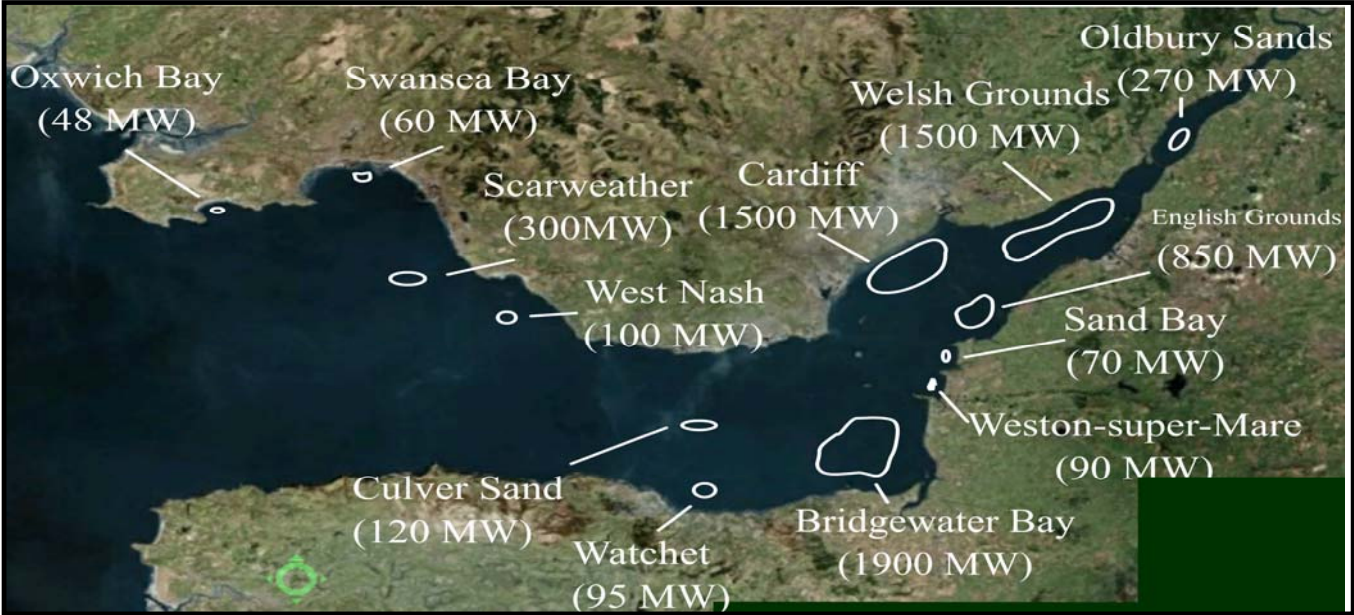 Oldbury Sands
(270 MW)
Oxwich Bay
(48 MW)
Swansea Bay
(60 MW)
Welsh Grounds
(1500 MW)
Scarweather
(300MW)
Cardiff
(1500 MW)
English Grounds
(850 MW)
West Nash
(100 MW)
Sand Bay
(70 MW)
Weston-super-Mare
(90 MW)
Culver Sand
(120 MW)
Watchet
(95 MW)
Bridgewater Bay
(1900 MW)